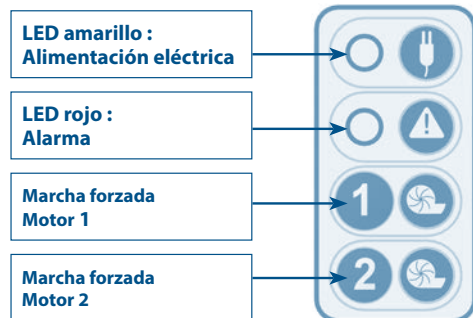 LED amarillo :
Alimentación eléctrica
LED rojo :
Alarma
Marcha forzada
Motor 1
1
Marcha forzada
Motor 2
2